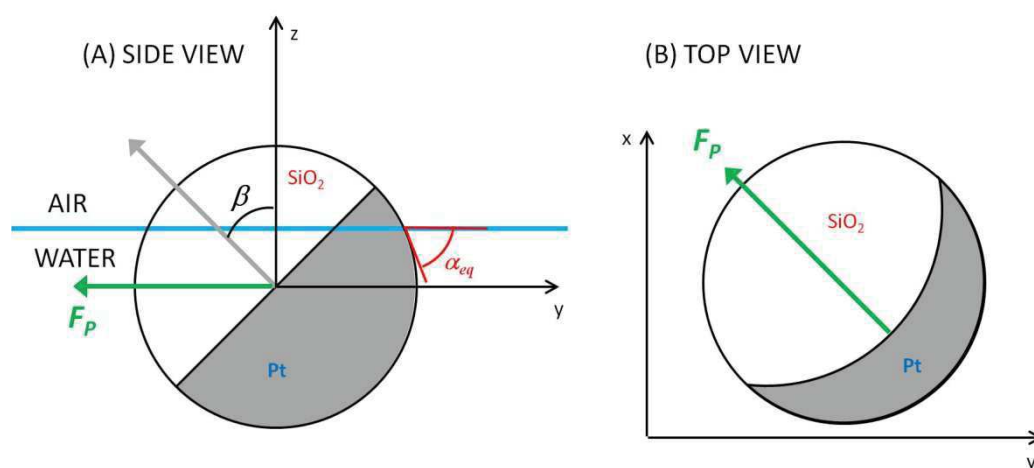 (A) SIDE VIEW
z
SiO₂
β
AIR
WATER
α_eq
F_P
y
Pt
(B) TOP VIEW
x
F_P
SiO₂
Pt
y